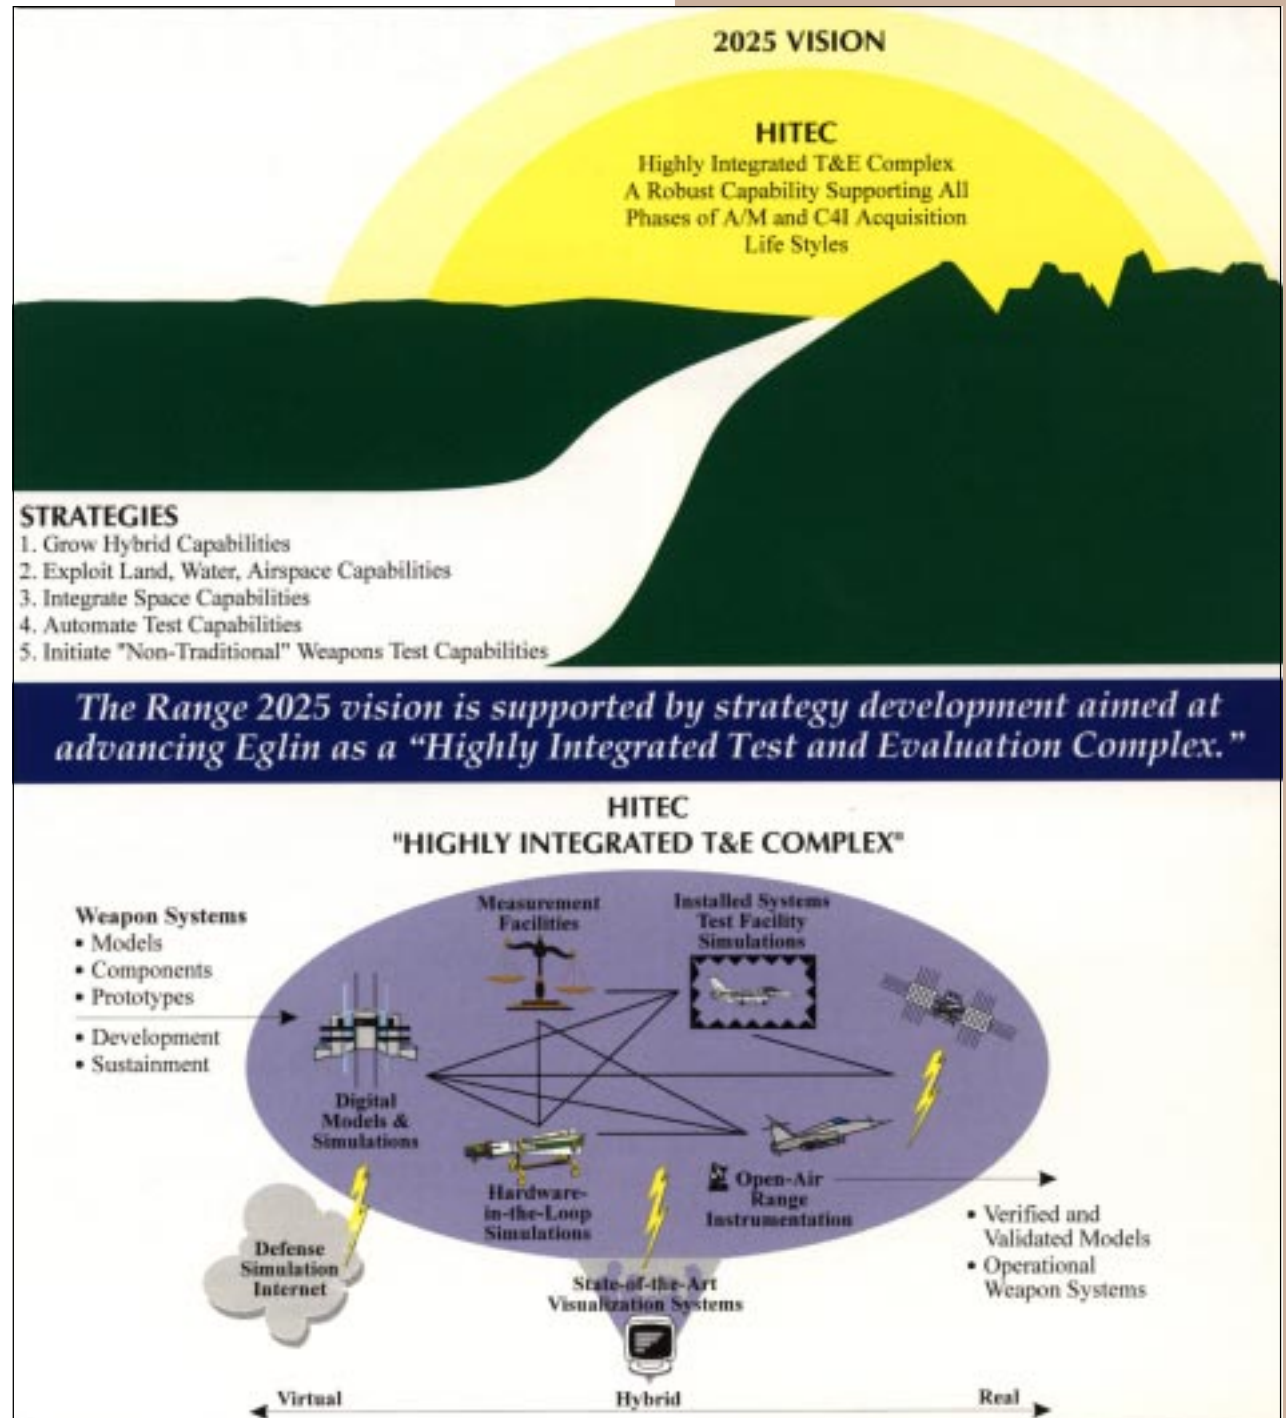 2025 VISION
HITEC
Highly Integrated T&E Complex
A Robust Capability Supporting All
Phases of A/M and C4I Acquisition
Life Styles
STRATEGIES
1. Grow Hybrid Capabilities
2. Exploit Land, Water, Airspace Capabilities
3. Integrate Space Capabilities
4. Automate Test Capabilities
5. Initiate "Non-Traditional" Weapons Test Capabilities
The Range 2025 vision is supported by strategy development aimed at
advancing Eglin as a “Highly Integrated Test and Evaluation Complex.”
HITEC
"HIGHLY INTEGRATED T&E COMPLEX"
Weapon Systems
• Models
• Components
• Prototypes
• Development
• Sustainment
Measurement
Facilities
Installed Systems
Test Facility
Simulations
Digital
Models &
Simulations
Hardware-
in-the-Loop
Simulations
Open-Air
Range
Instrumentation
Defense
Simulation
Internet
State-of-the-Art
Visualization Systems
• Verified and
Validated Models
• Operational
Weapon Systems
Virtual
Hybrid
Real